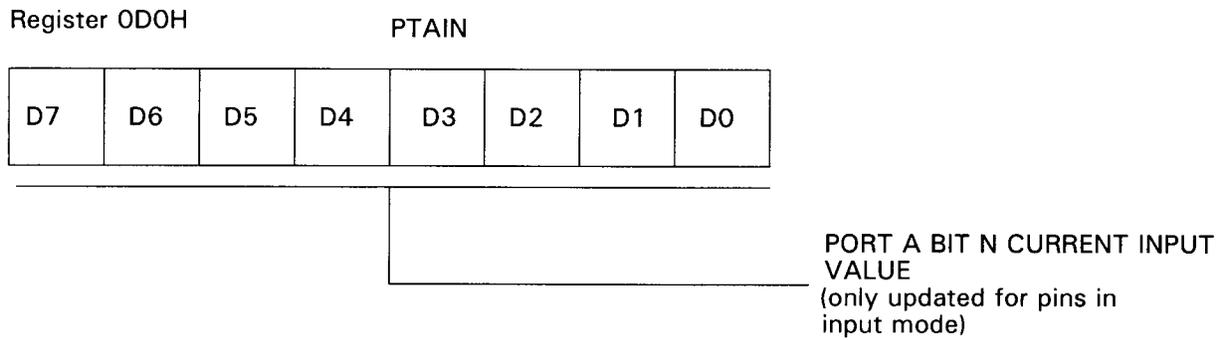 Register 0D0H
PTAIN
D7 D6 D5 D4 D3 D2 D1 D0
PORT A BIT N CURRENT INPUT
VALUE
(only updated for pins in
input mode)